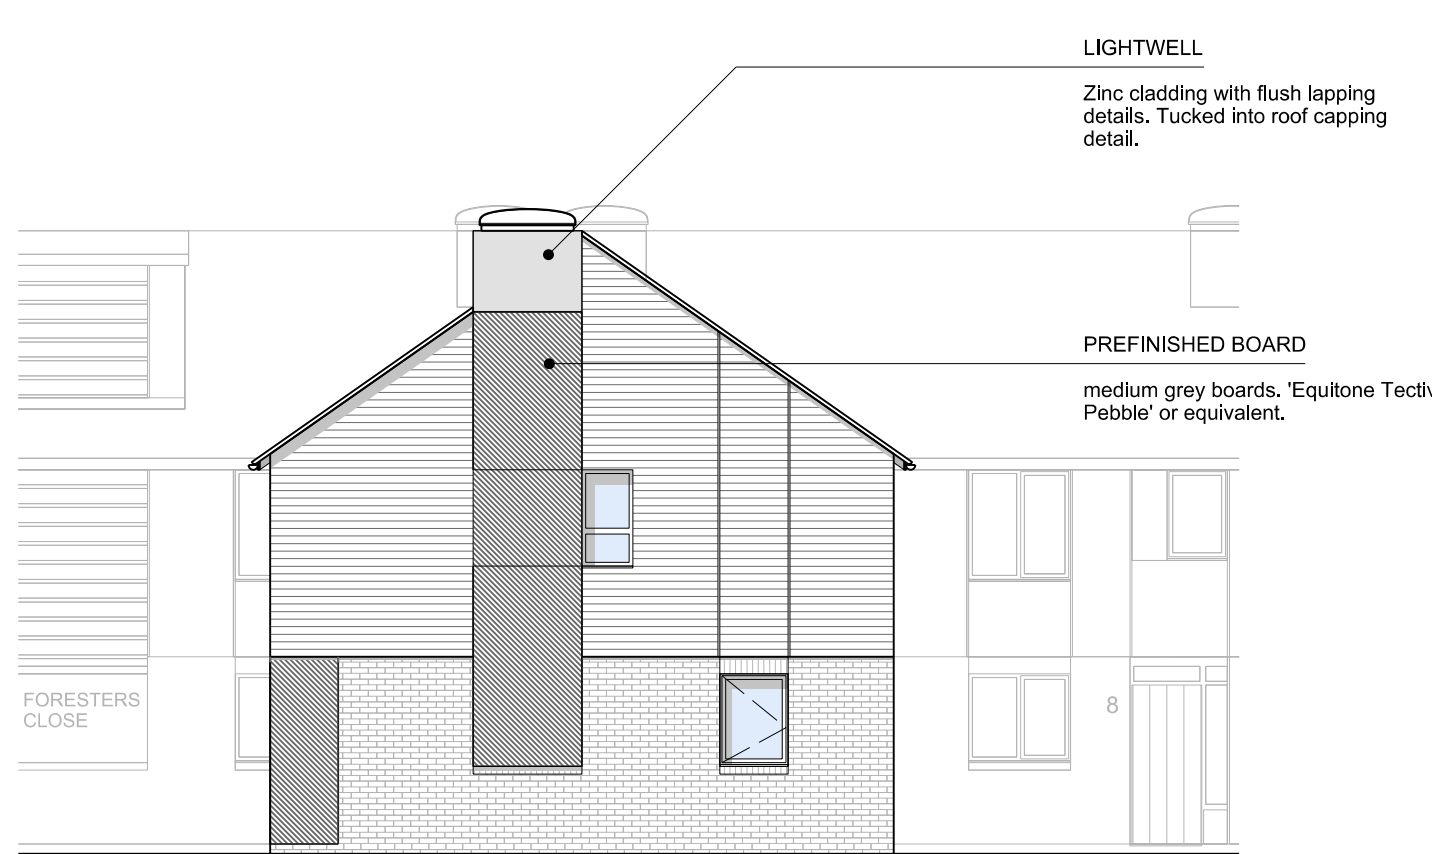 LIGHTWELL
Zinc cladding with flush lapping
details. Tucked into roof capping
detail.
PREFINISHED BOARD
medium grey boards. 'Equitone Tectiv
Pebble' or equivalent.
FORESTERS
CLOSE
8